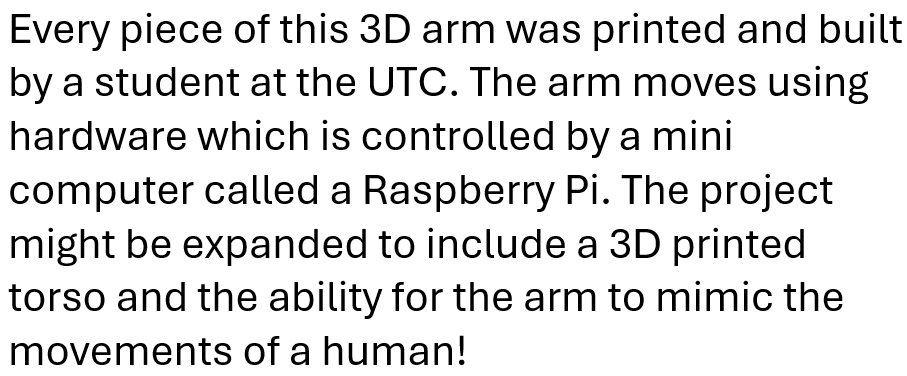 Every piece of this 3D arm was printed and built
by a student at the UTC. The arm moves using
hardware which is controlled by a mini
computer called a Raspberry Pi. The project
might be expanded to include a 3D printed
torso and the ability for the arm to mimic the
movements of a human!